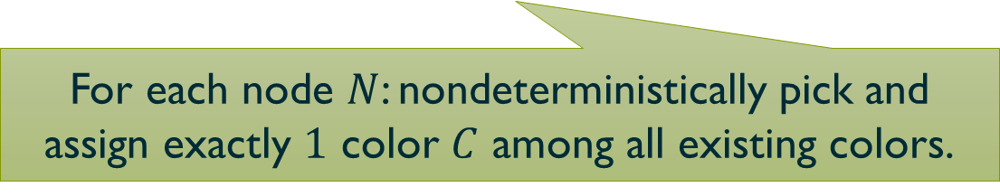 For each node N: nondeterministically pick and
assign exactly 1 color C among all existing colors.